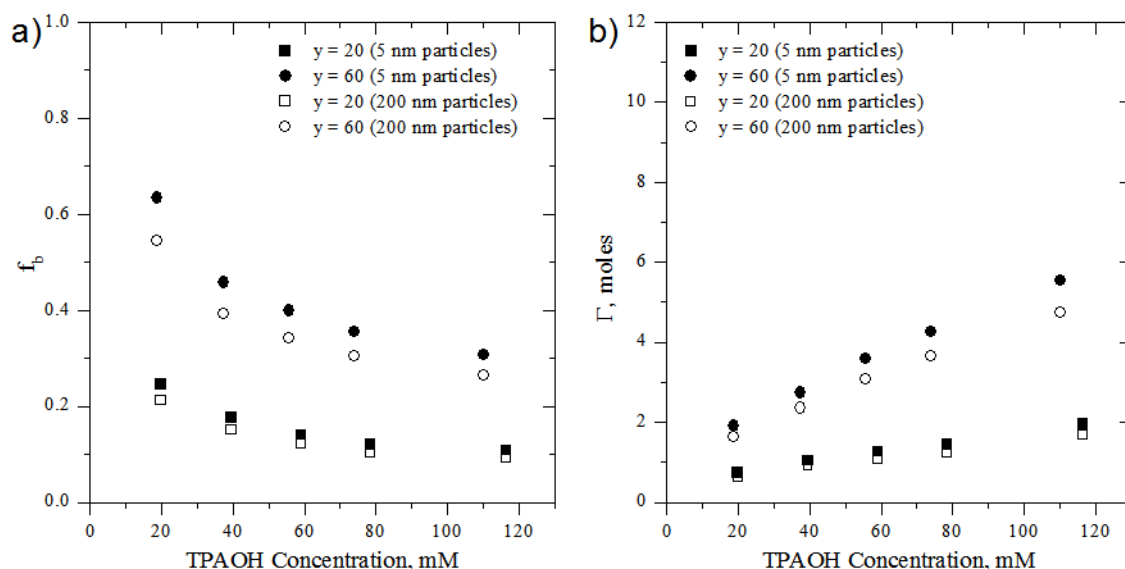 a)
1.0
0.8
0.6
0.4
0.2
0.0
f_b
y = 20 (5 nm particles)
y = 60 (5 nm particles)
y = 20 (200 nm particles)
y = 60 (200 nm particles)
0 20 40 60 80 100 120
TPAOH Concentration, mM
b)
12
10
8
6
4
2
0
Γ, moles
y = 20 (5 nm particles)
y = 60 (5 nm particles)
y = 20 (200 nm particles)
y = 60 (200 nm particles)
0 20 40 60 80 100 120
TPAOH Concentration, mM